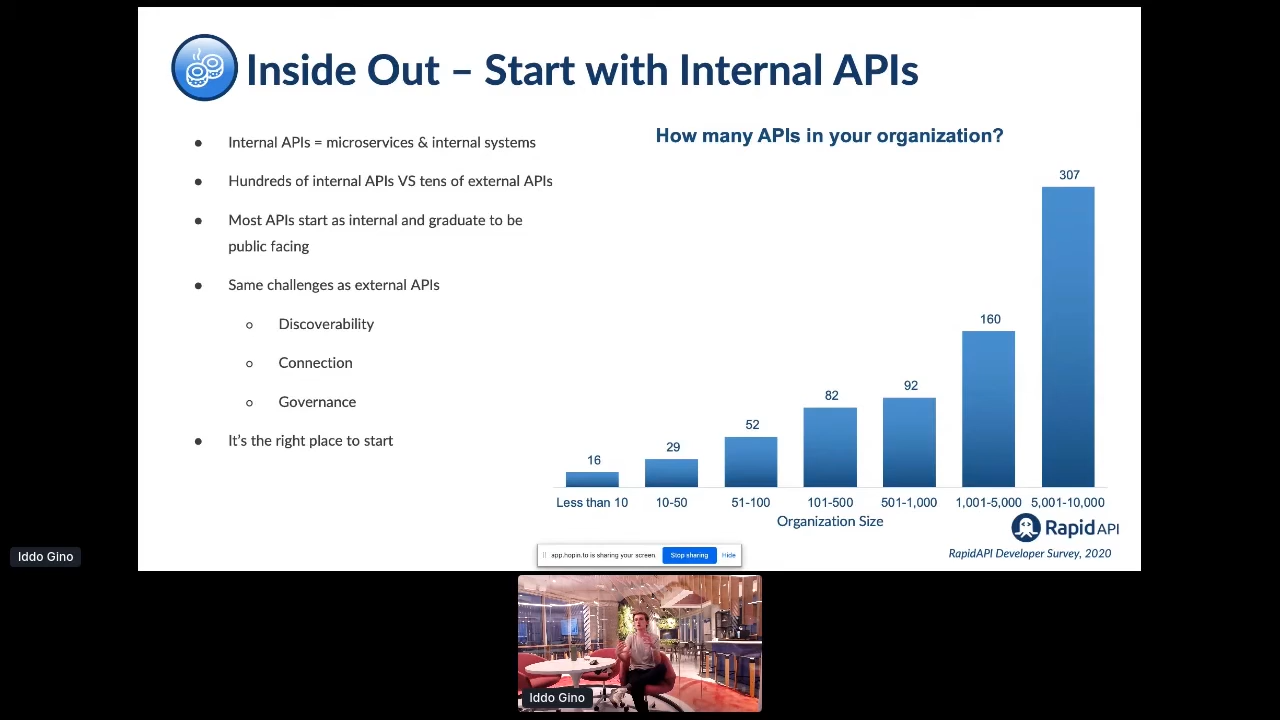 Inside Out – Start with Internal APIs
● Internal APIs = microservices & internal systems
● Hundreds of internal APIs VS tens of external APIs
● Most APIs start as internal and graduate to be
public facing
● Same challenges as external APIs
○ Discoverability
○ Connection
○ Governance
● It's the right place to start
How many APIs in your organization?
16
29
52
82
92
160
307
Less than 10 10-50 51-100 101-500 501-1,000 1,001-5,000 5,001-10,000
Organization Size
Rapid API
RapidAPI Developer Survey, 2020
app.hopin.to is sharing your screen. Stop sharing Hide
Iddo Gino
Iddo Gino